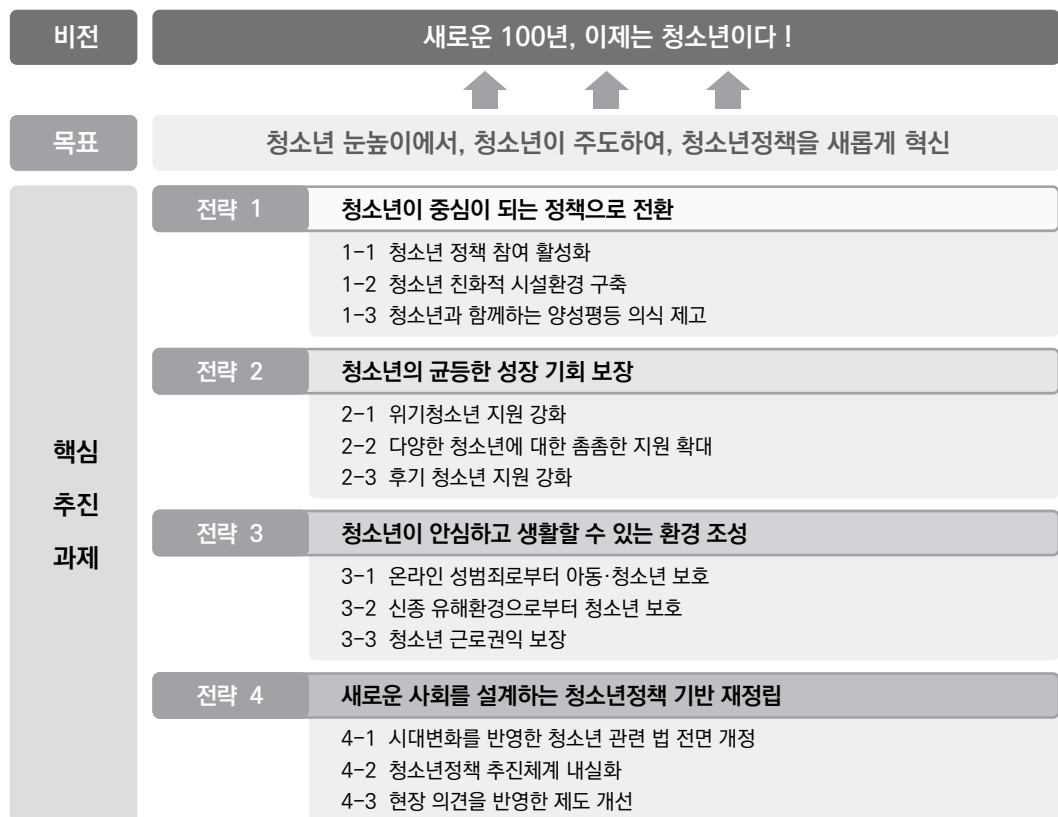 비전
새로운 100년, 이제는 청소년이다 !
목표
청소년 눈높이에서, 청소년이 주도하여, 청소년정책을 새롭게 혁신
핵심
추진
과제
전략 1
청소년이 중심이 되는 정책으로 전환
1-1 청소년 정책 참여 활성화
1-2 청소년 친화적 시설환경 구축
1-3 청소년과 함께하는 양성평등 의식 제고
전략 2
청소년의 균등한 성장 기회 보장
2-1 위기청소년 지원 강화
2-2 다양한 청소년에 대한 촘촘한 지원 확대
2-3 후기 청소년 지원 강화
전략 3
청소년이 안심하고 생활할 수 있는 환경 조성
3-1 온라인 성범죄로부터 아동·청소년 보호
3-2 신종 유해환경으로부터 청소년 보호
3-3 청소년 근로권익 보장
전략 4
새로운 사회를 설계하는 청소년정책 기반 재정립
4-1 시대변화를 반영한 청소년 관련 법 전면 개정
4-2 청소년정책 추진체계 내실화
4-3 현장 의견을 반영한 제도 개선